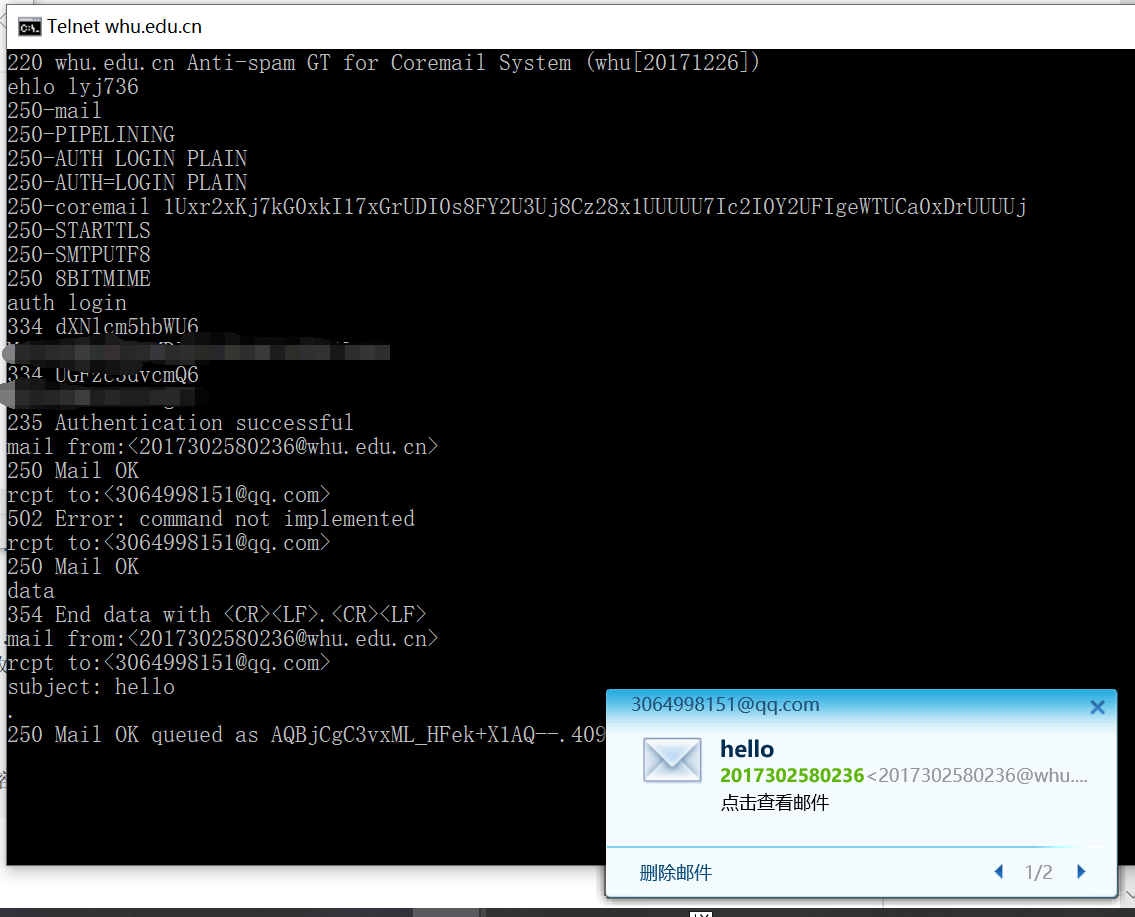 Telnet whu.edu.cn
220 whu.edu.cn Anti-spam GT for Coremail System (whu[20171226])
ehlo lyj736
250-mail
250-PIPELINING
250-AUTH LOGIN PLAIN
250-AUTH=LOGIN PLAIN
250-coremail 1Uxr2xKj7kG0xkI17xGrUDI0s8FY2U3Uj8Cz28x1UUUUU7Ic2I0Y2UFIgeWTUCa0xDrUUUUj
250-STARTTLS
250-SMTPUTF8
250 8BITMIME
auth login
334 dXNlcm5hbWU6
334 UGFzc3dvcmQ6
235 Authentication successful
mail from:<2017302580236@whu.edu.cn>
250 Mail OK
rcpt to:<3064998151@qq.com>
502 Error: command not implemented
rcpt to:<3064998151@qq.com>
250 Mail OK
data
354 End data with <CR><LF>.<CR><LF>
mail from:<2017302580236@whu.edu.cn>
rcpt to:<3064998151@qq.com>
subject: hello
.
250 Mail OK queued as AQBjCgC3vxML_HFek+X1AQ--.409
3064998151@qq.com
hello
2017302580236<2017302580236@whu....
点击查看邮件
删除邮件 1/2